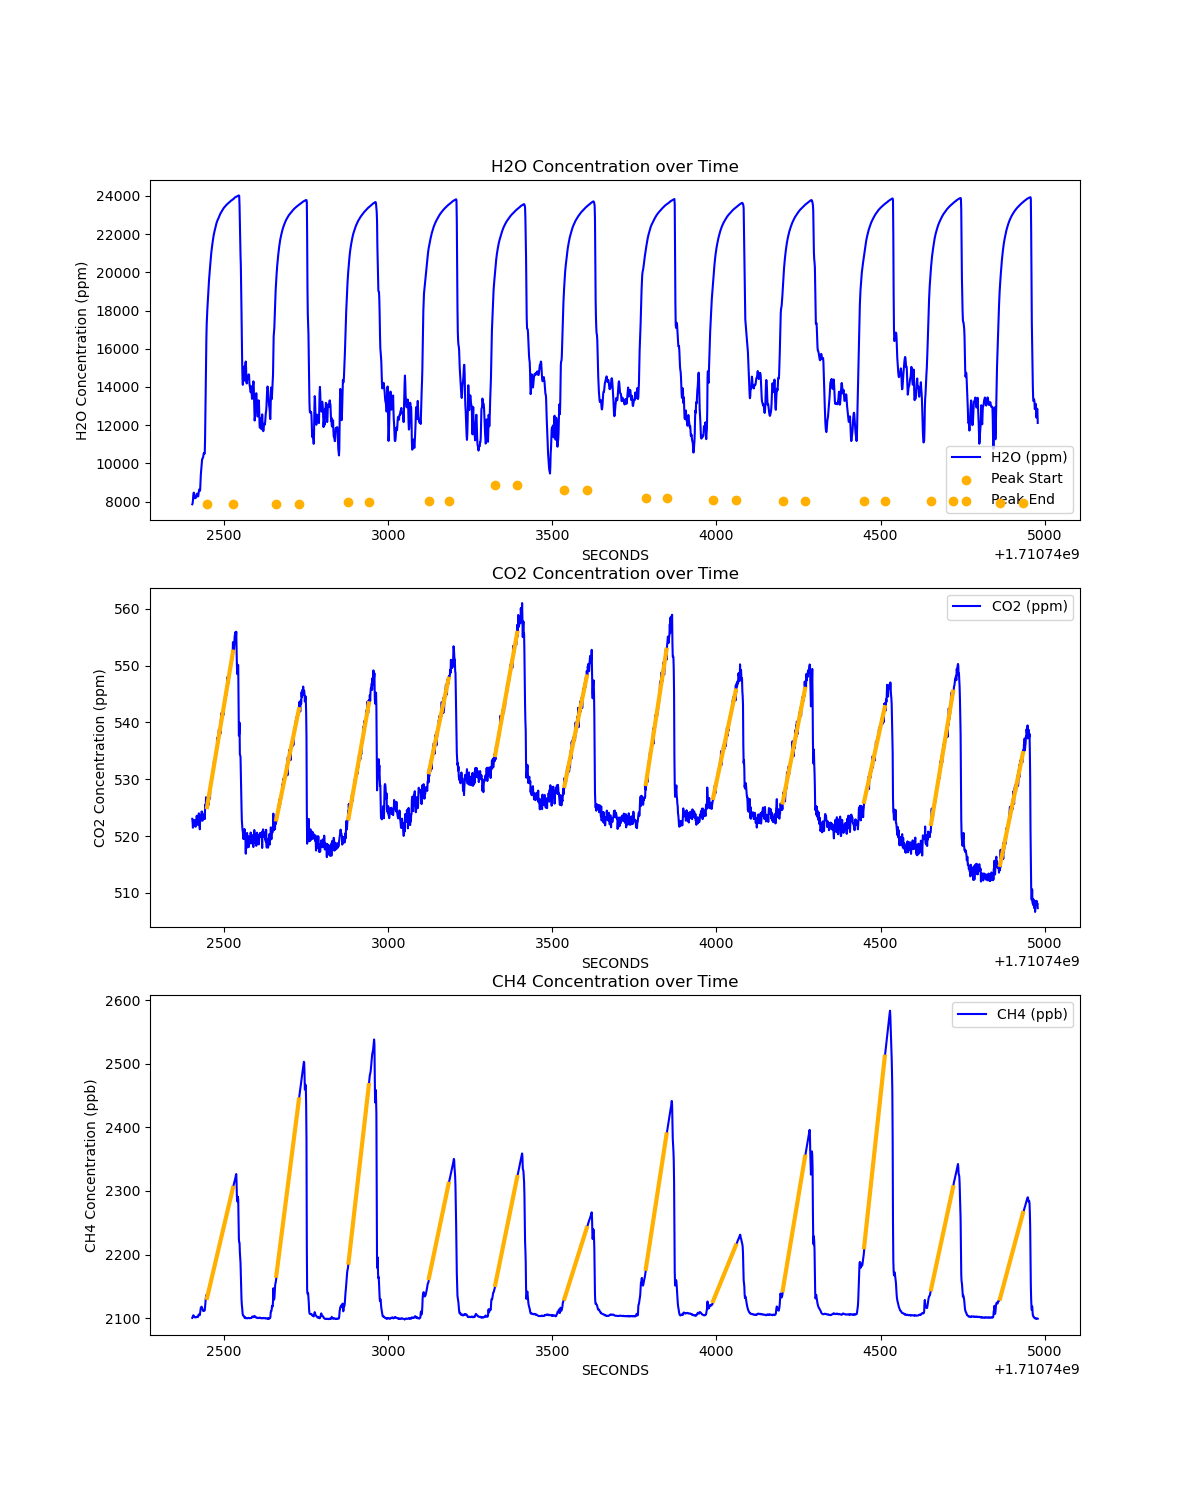 H2O Concentration over Time
H2O Concentration (ppm)
24000
22000
20000
18000
16000
14000
12000
10000
8000
H2O (ppm)
Peak Start
Peak End
2500 3000 3500 4000 4500 5000
SECONDS
+1.71074e9
CO2 Concentration over Time
CO2 Concentration (ppm)
560
550
540
530
520
510
CO2 (ppm)
2500 3000 3500 4000 4500 5000
SECONDS
+1.71074e9
CH4 Concentration over Time
CH4 Concentration (ppb)
2600
2500
2400
2300
2200
2100
CH4 (ppb)
2500 3000 3500 4000 4500 5000
SECONDS
+1.71074e9